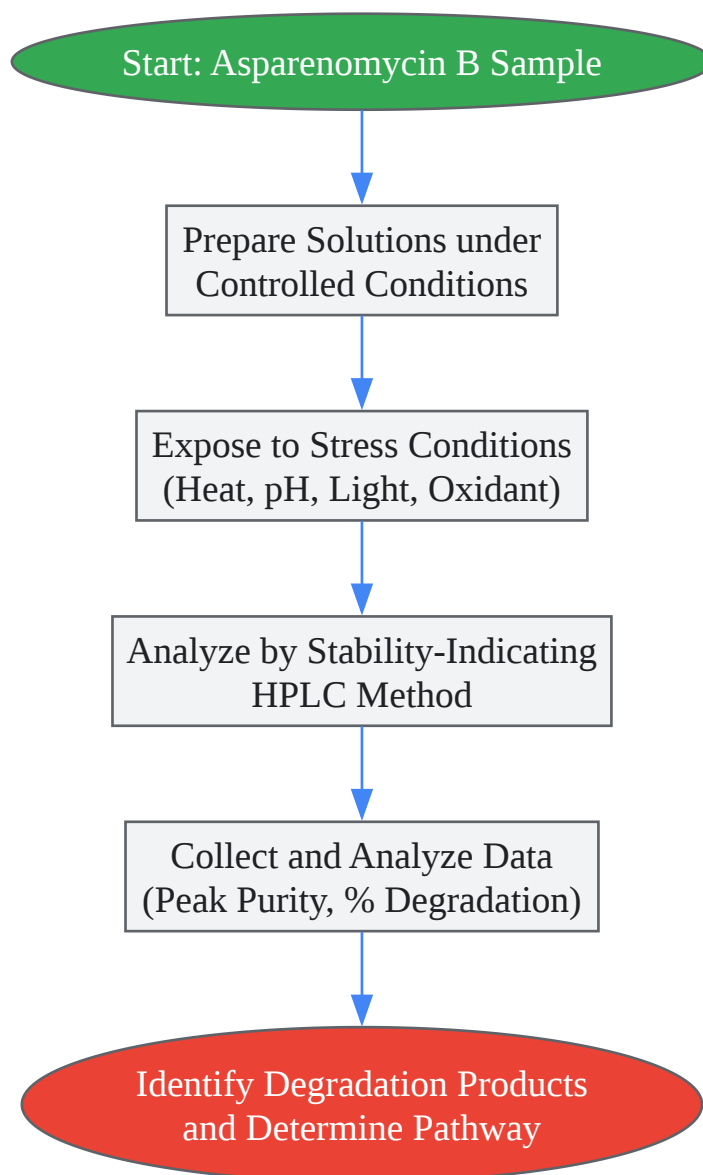 Start: Asparenomycin B Sample
Prepare Solutions under
Controlled Conditions
Expose to Stress Conditions
(Heat, pH, Light, Oxidant)
Analyze by Stability-Indicating
HPLC Method
Collect and Analyze Data
(Peak Purity, % Degradation)
Identify Degradation Products
and Determine Pathway